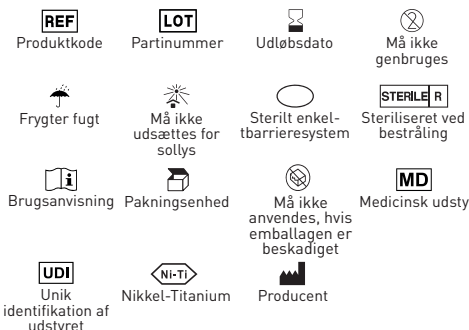 REF
LOT
Produktkode
Partinummer
Udløbsdato
Må ikke
genbruges
2
STERILE R
Frygter fugt
Må ikke
udsættes for
sollys
Sterilt enkel-
tbarrieresystem
Steriliseret ved
bestråling
i
MD
Brugsanvisning
Pakningsenhed
Må ikke
anvendes, hvis
emballagen er
beskadiget
Medicinsk udsty
UDI
Ni-Ti
Unik
identifikation af
udstyret
Nikkel-Titanium
Producent